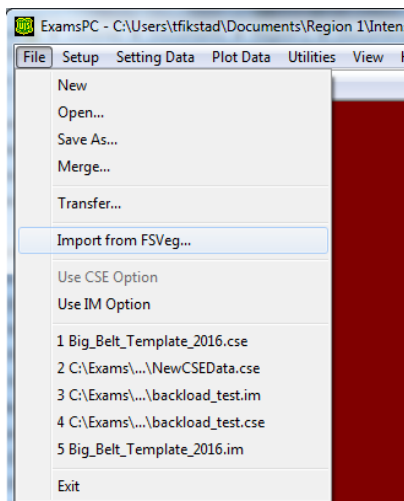 ExamsPC - C:\Users\tfikstad\Documents\Region 1\Inten
File Setup Setting Data Plot Data Utilities View
New
Open...
Save As...
Merge...
Transfer...
Import from FSVeg...
Use CSE Option
Use IM Option
1 Big_Belt_Template_2016.cse
2 C:\Exams\...\NewCSEData.cse
3 C:\Exams\...\backload_test.im
4 C:\Exams\...\backload_test.cse
5 Big_Belt_Template_2016.im
Exit